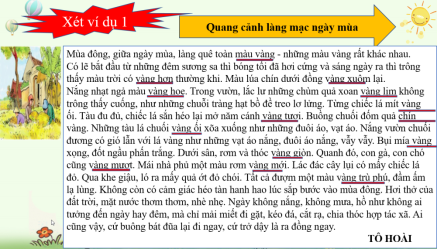 Xét ví dụ 1
Quang cảnh làng mạc ngày mùa
Mùa đông, giữa ngày mùa, làng quê toàn màu vàng - những màu vàng rất khác nhau.
Có lẽ bắt đầu từ những đêm sương sa thì bóng tối đã hơi cứng và sáng ngày ra thì trông
thấy màu trời có vàng hơn thường khi. Màu lúa chín dưới đồng vàng xuộm lại.
Nắng nhạt ngả màu vàng hoe. Trong vườn, lắc lư những chùm quả xoan vàng lim không
trông thấy cuống, như những chuỗi tràng hạt bồ đề treo lơ lửng. Từng chiếc lá mít vàng
ối. Tàu đu đủ, chiếc lá sắn héo lại mở năm cánh vàng tươi. Buồng chuối đốm quả chín
vàng. Những tàu lá chuối vàng ối xõa xuống như những đuôi áo, vạt áo. Nắng vườn chuối
đương có gió lẫn với lá vàng như những vạt áo nắng, đuôi áo nắng, vẫy vẫy. Bụi mía vàng
xọng, đốt ngầu phấn trắng. Dưới sân, rơm và thóc vàng giòn. Quanh đó, con gà, con chó
cũng vàng mượt. Mái nhà phủ một màu rơm vàng mới. Lác đác cây lụi có mấy chiếc lá
đỏ. Qua khe giậu, ló ra mấy quả ớt đỏ chói. Tất cả đượm một màu vàng trù phú, đầm ấm
lạ lùng. Không còn có cảm giác héo tàn hanh hao lúc sắp bước vào mùa đông. Hơi thở của
đất trời, mặt nước thơm thơm, nhè nhẹ. Ngày không nắng, không mưa, hồ như không ai
tưởng đến ngày hay đêm, mà chỉ mải miết đi gặt, kéo đá, cắt rạ, chia thóc hợp tác xã. Ai
cũng vậy, cứ buông bát đũa lại đi ngay, cứ trở dậy là ra đồng ngay.
TÔ HOÀI